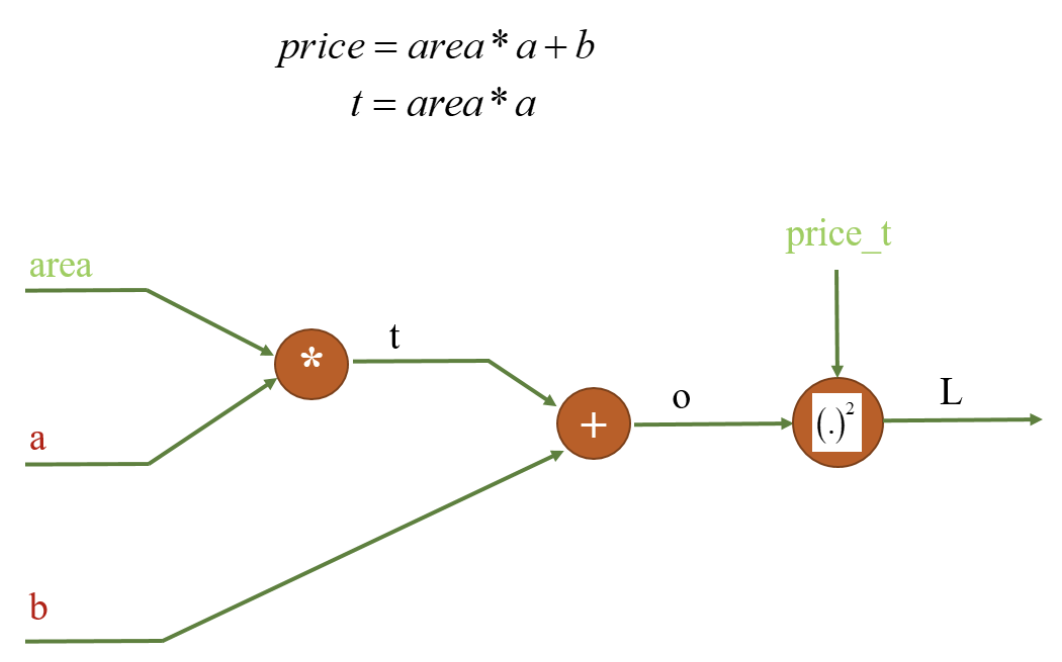 price = area * a + b
t = area * a
price_t
area
t
*
o
L
+
(.)²
a
b